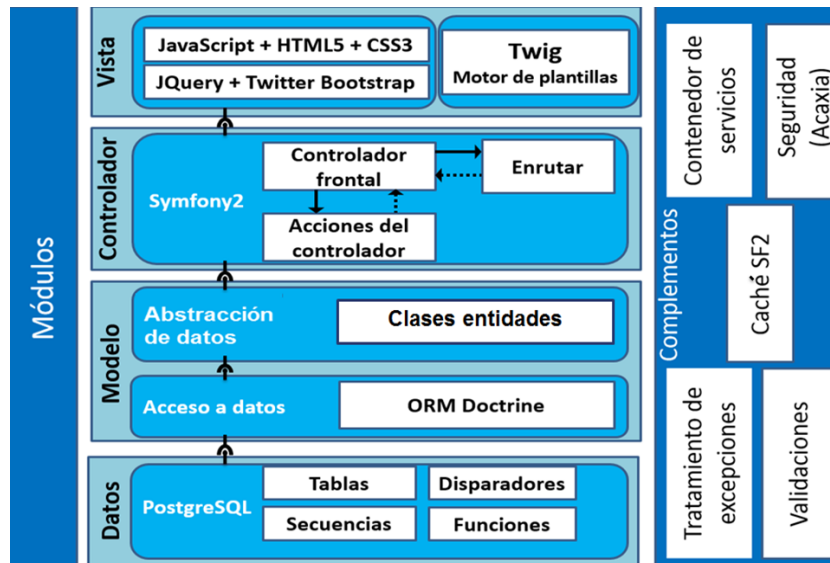 Módulos
Vista
JavaScript + HTML5 + CSS3
JQuery + Twitter Bootstrap
Twig
Motor de plantillas
Controlador
Symfony2
Controlador
frontal
Enrutar
Acciones del
controlador
Modelo
Abstracción
de datos
Clases entidades
Acceso a datos
ORM Doctrine
Datos
PostgreSQL
Tablas
Disparadores
Secuencias
Funciones
Complementos
Contenedor de
servicios
Seguridad
(Acaxia)
Caché SF2
Tratamiento de
excepciones
Validaciones